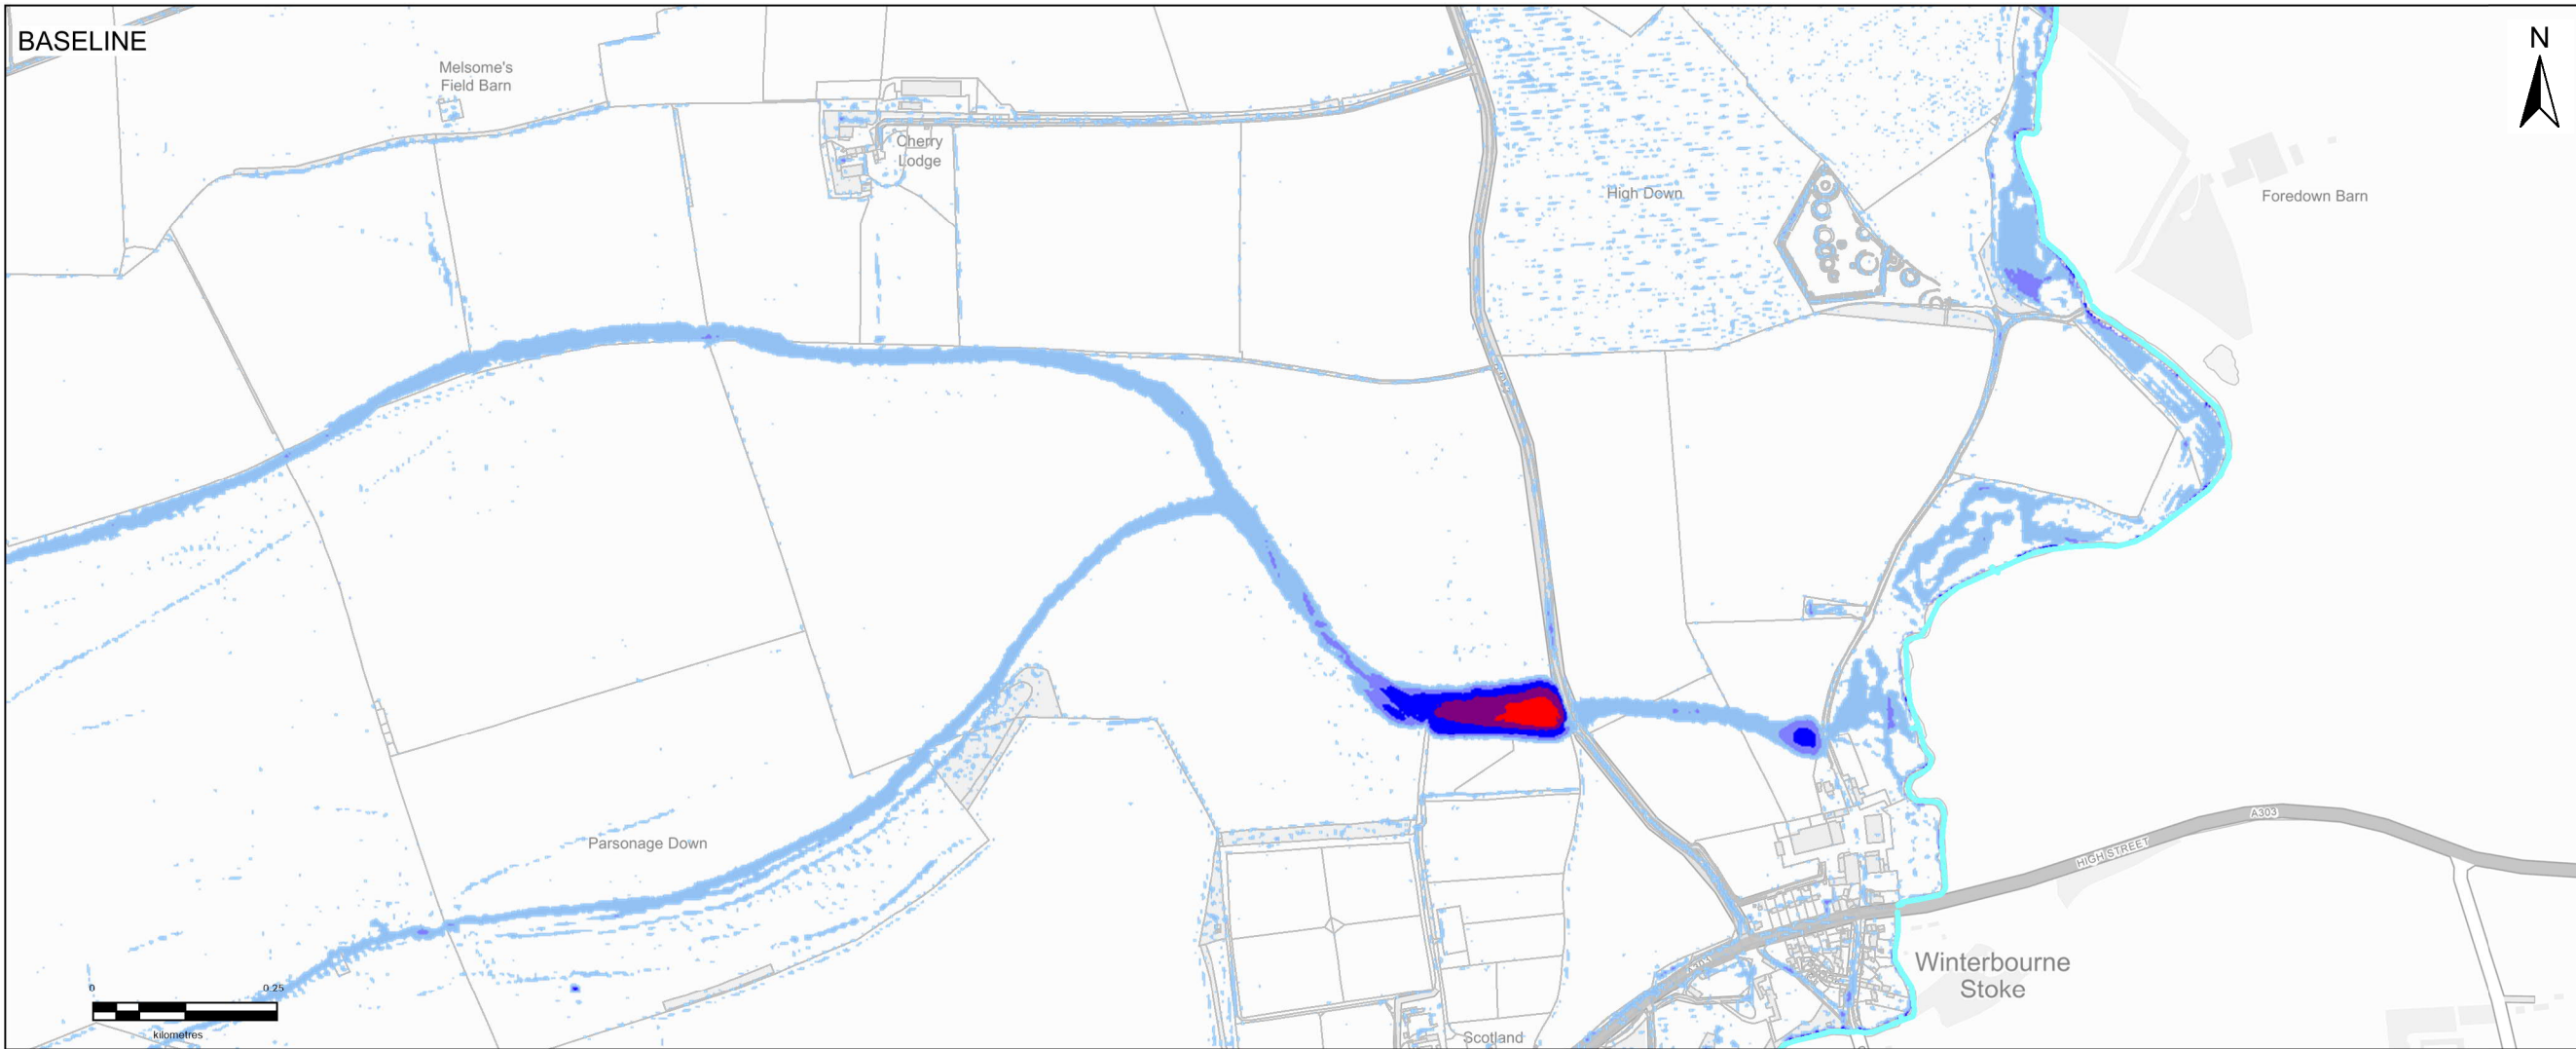 BASELINE
N
Melsome's
Field Barn
Cherry
Lodge
High Down
Foredown Barn
Parsonage Down
A303
HIGH STREET
Winterbourne
Stoke
Scotland
0
0.25
kilometres